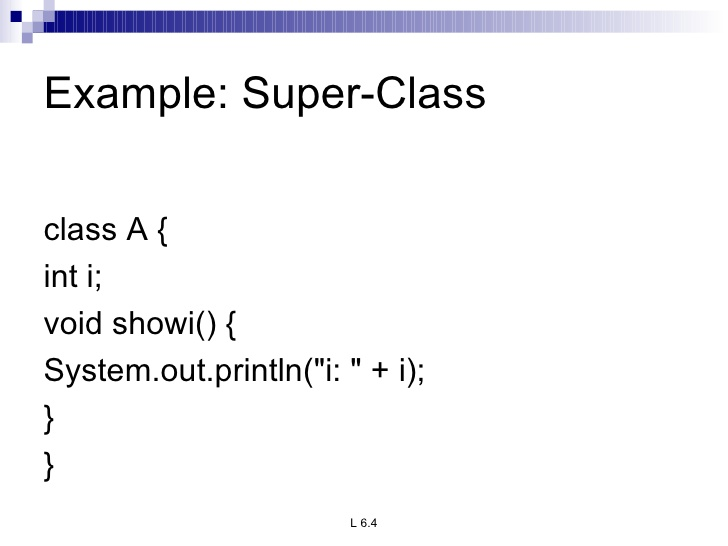 Example: Super-Class
class A {
int i;
void showi() {
System.out.println("i: " + i);
}
}
L 6.4